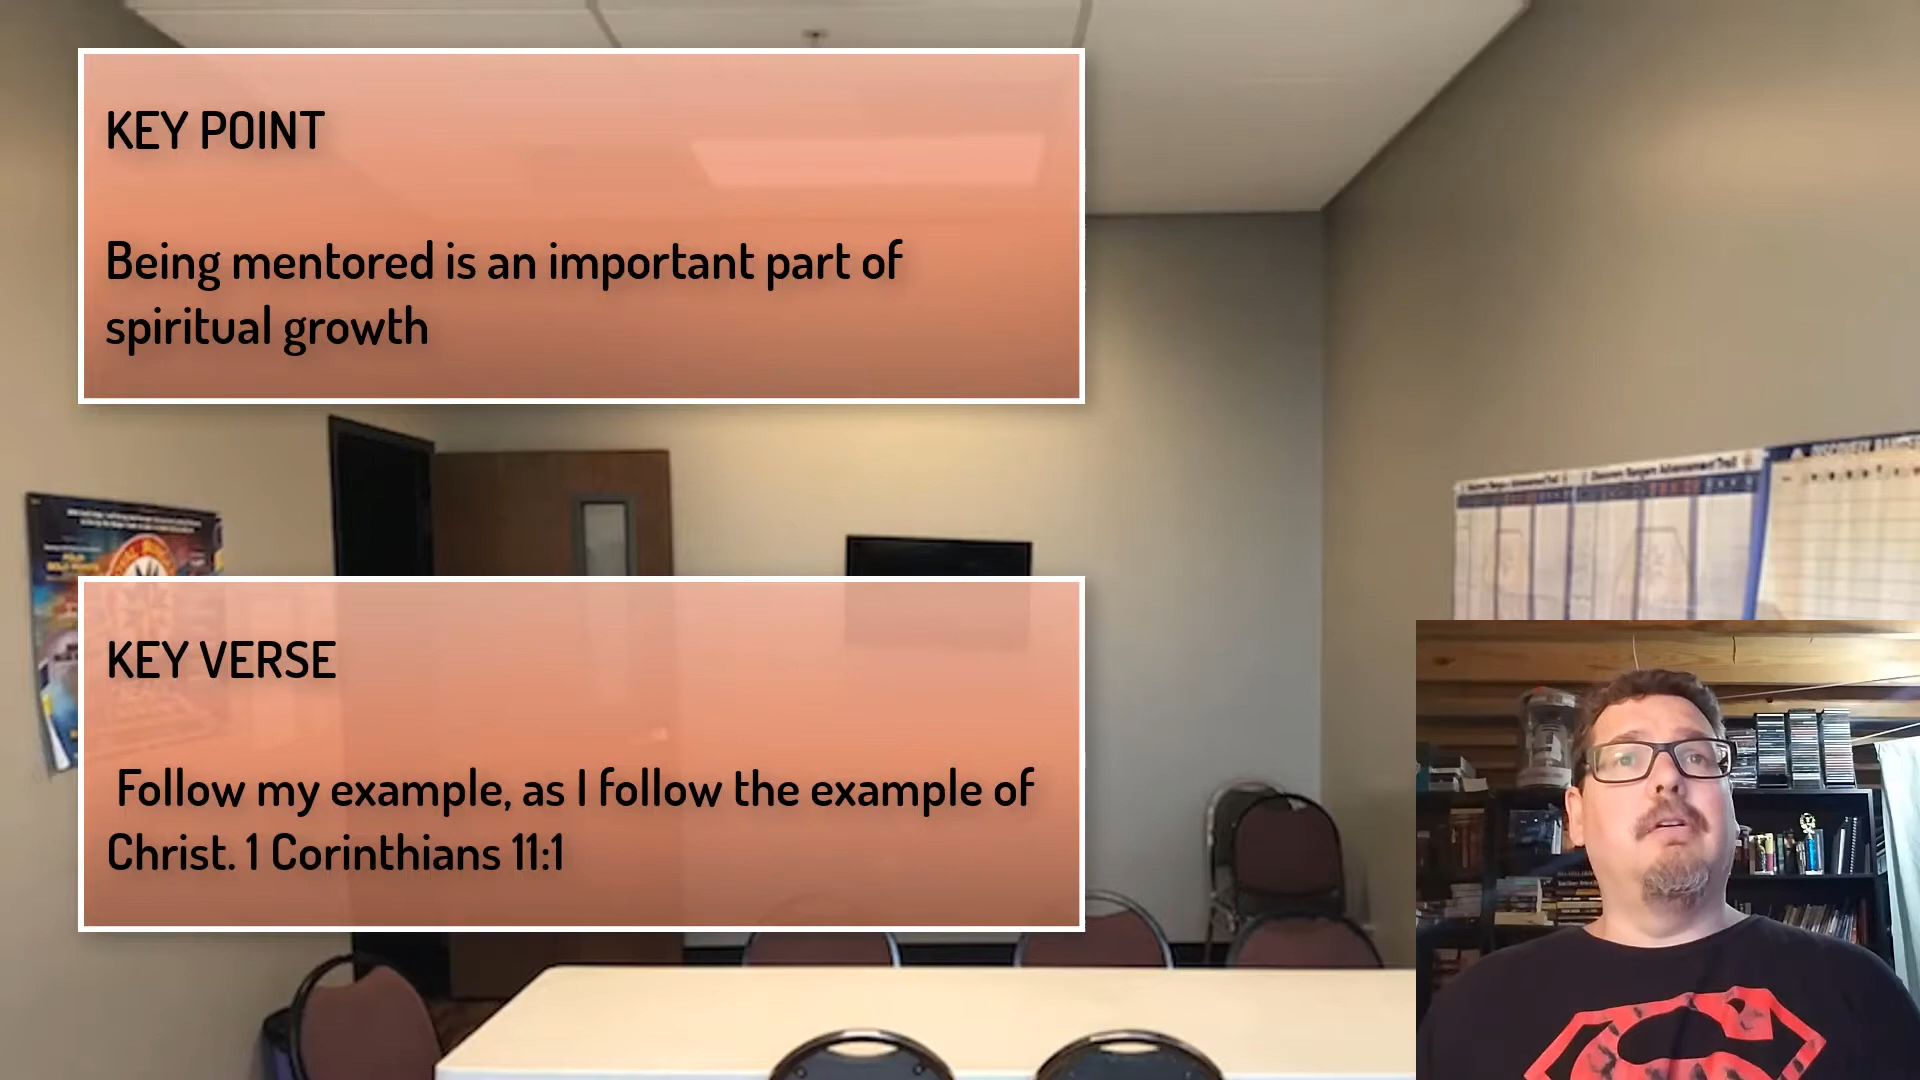 KEY POINT
Being mentored is an important part of
spiritual growth
KEY VERSE
Follow my example, as I follow the example of
Christ. 1 Corinthians 11:1